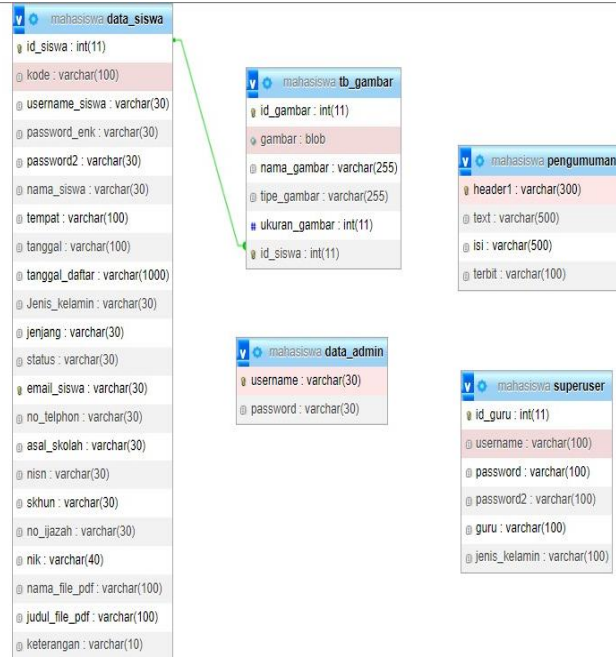 mahasiswa data_siswa
id_siswa : int(11)
kode : varchar(100)
username_siswa : varchar(30)
password_enk : varchar(30)
password2 : varchar(30)
nama_siswa : varchar(30)
tempat : varchar(100)
tanggal : varchar(100)
tanggal_daftar : varchar(1000)
Jenis_kelamin : varchar(30)
jenjang : varchar(30)
status : varchar(30)
email_siswa : varchar(30)
no_telphon : varchar(30)
asal_skolah : varchar(30)
nisn : varchar(30)
skhun : varchar(30)
no_ijazah : varchar(30)
nik : varchar(40)
nama_file_pdf : varchar(100)
judul_file_pdf : varchar(100)
keterangan : varchar(10)
mahasiswa tb_gambar
id_gambar : int(11)
gambar : blob
nama_gambar : varchar(255)
tipe_gambar : varchar(255)
# ukuran_gambar : int(11)
id_siswa : int(11)
mahasiswa data_admin
username : varchar(30)
password : varchar(30)
mahasiswa pengumuman
header1 : varchar(300)
text : varchar(500)
isi : varchar(500)
terbit : varchar(100)
mahasiswa superuser
id_guru : int(11)
username : varchar(100)
password : varchar(100)
password2 : varchar(100)
guru : varchar(100)
jenis_kelamin : varchar(100)